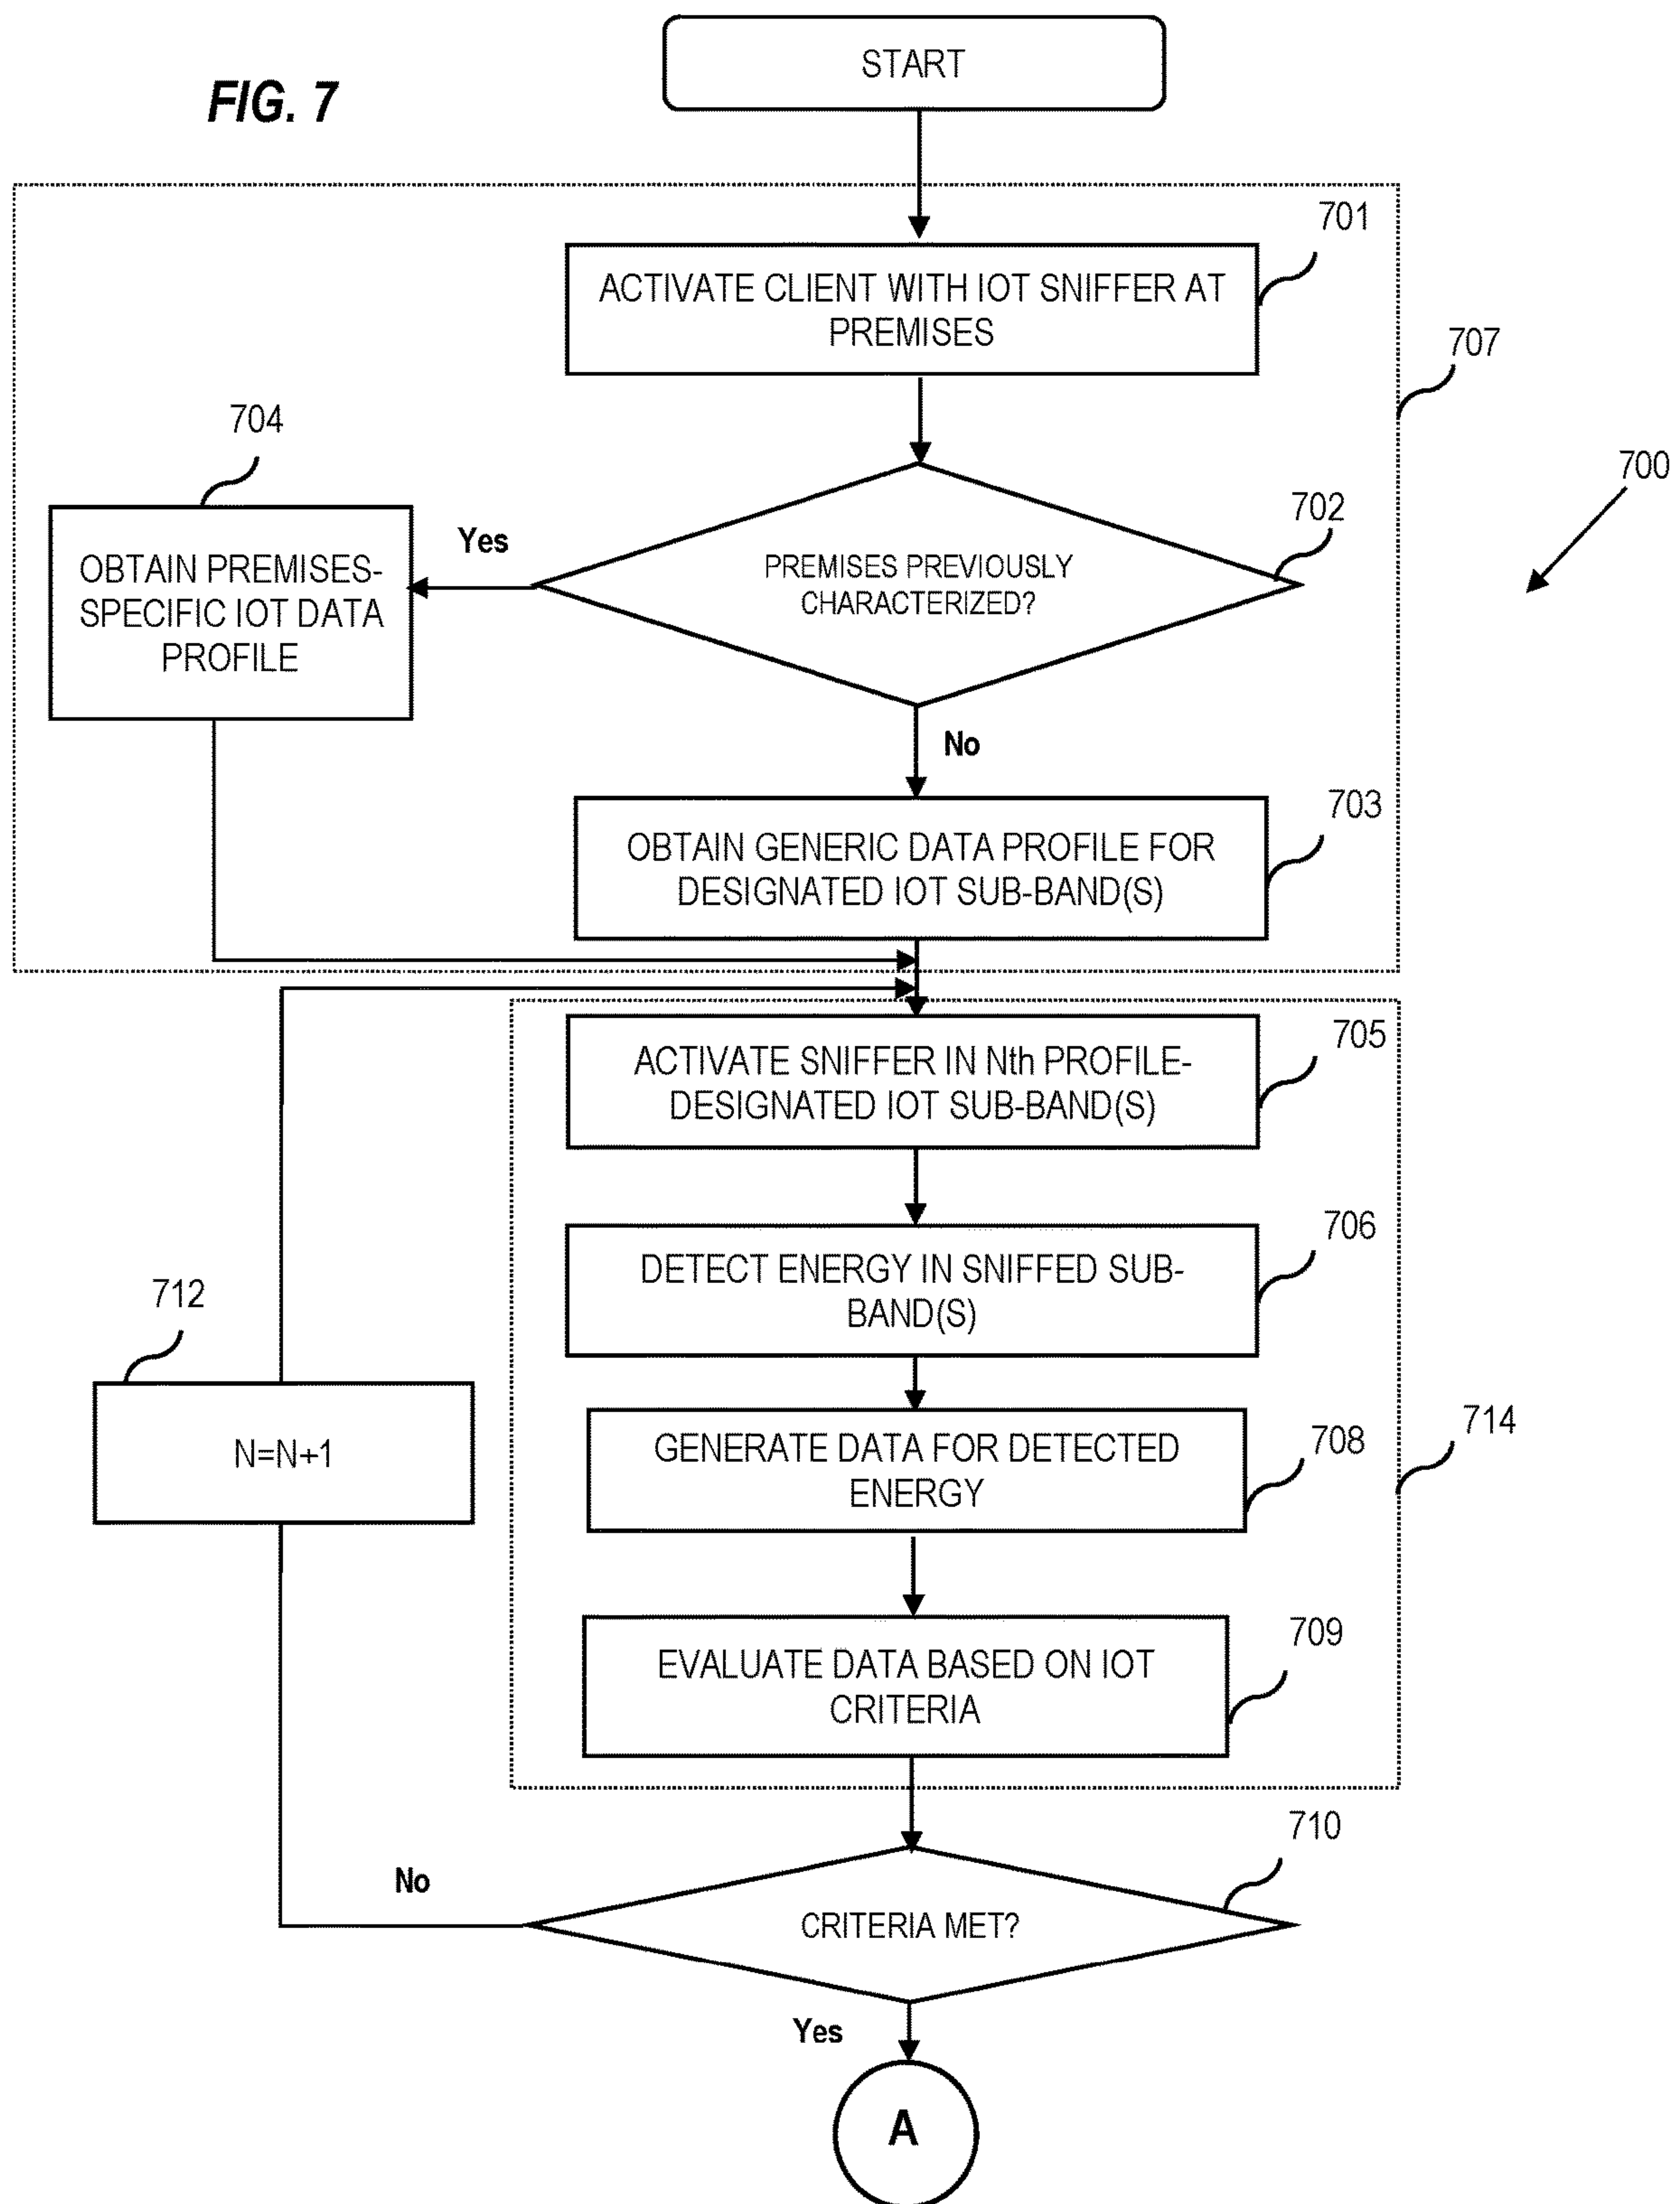 START
FIG. 7
701
ACTIVATE CLIENT WITH IOT SNIFFER AT
PREMISES
707
704
700
702
Yes
OBTAIN PREMISES-
SPECIFIC IOT DATA
PROFILE
PREMISES PREVIOUSLY
CHARACTERIZED?
No
703
OBTAIN GENERIC DATA PROFILE FOR
DESIGNATED IOT SUB-BAND(S)
705
ACTIVATE SNIFFER IN Nth PROFILE-
DESIGNATED IOT SUB-BAND(S)
706
DETECT ENERGY IN SNIFFED SUB-
BAND(S)
712
N=N+1
714
708
GENERATE DATA FOR DETECTED
ENERGY
709
EVALUATE DATA BASED ON IOT
CRITERIA
710
No
CRITERIA MET?
Yes
A